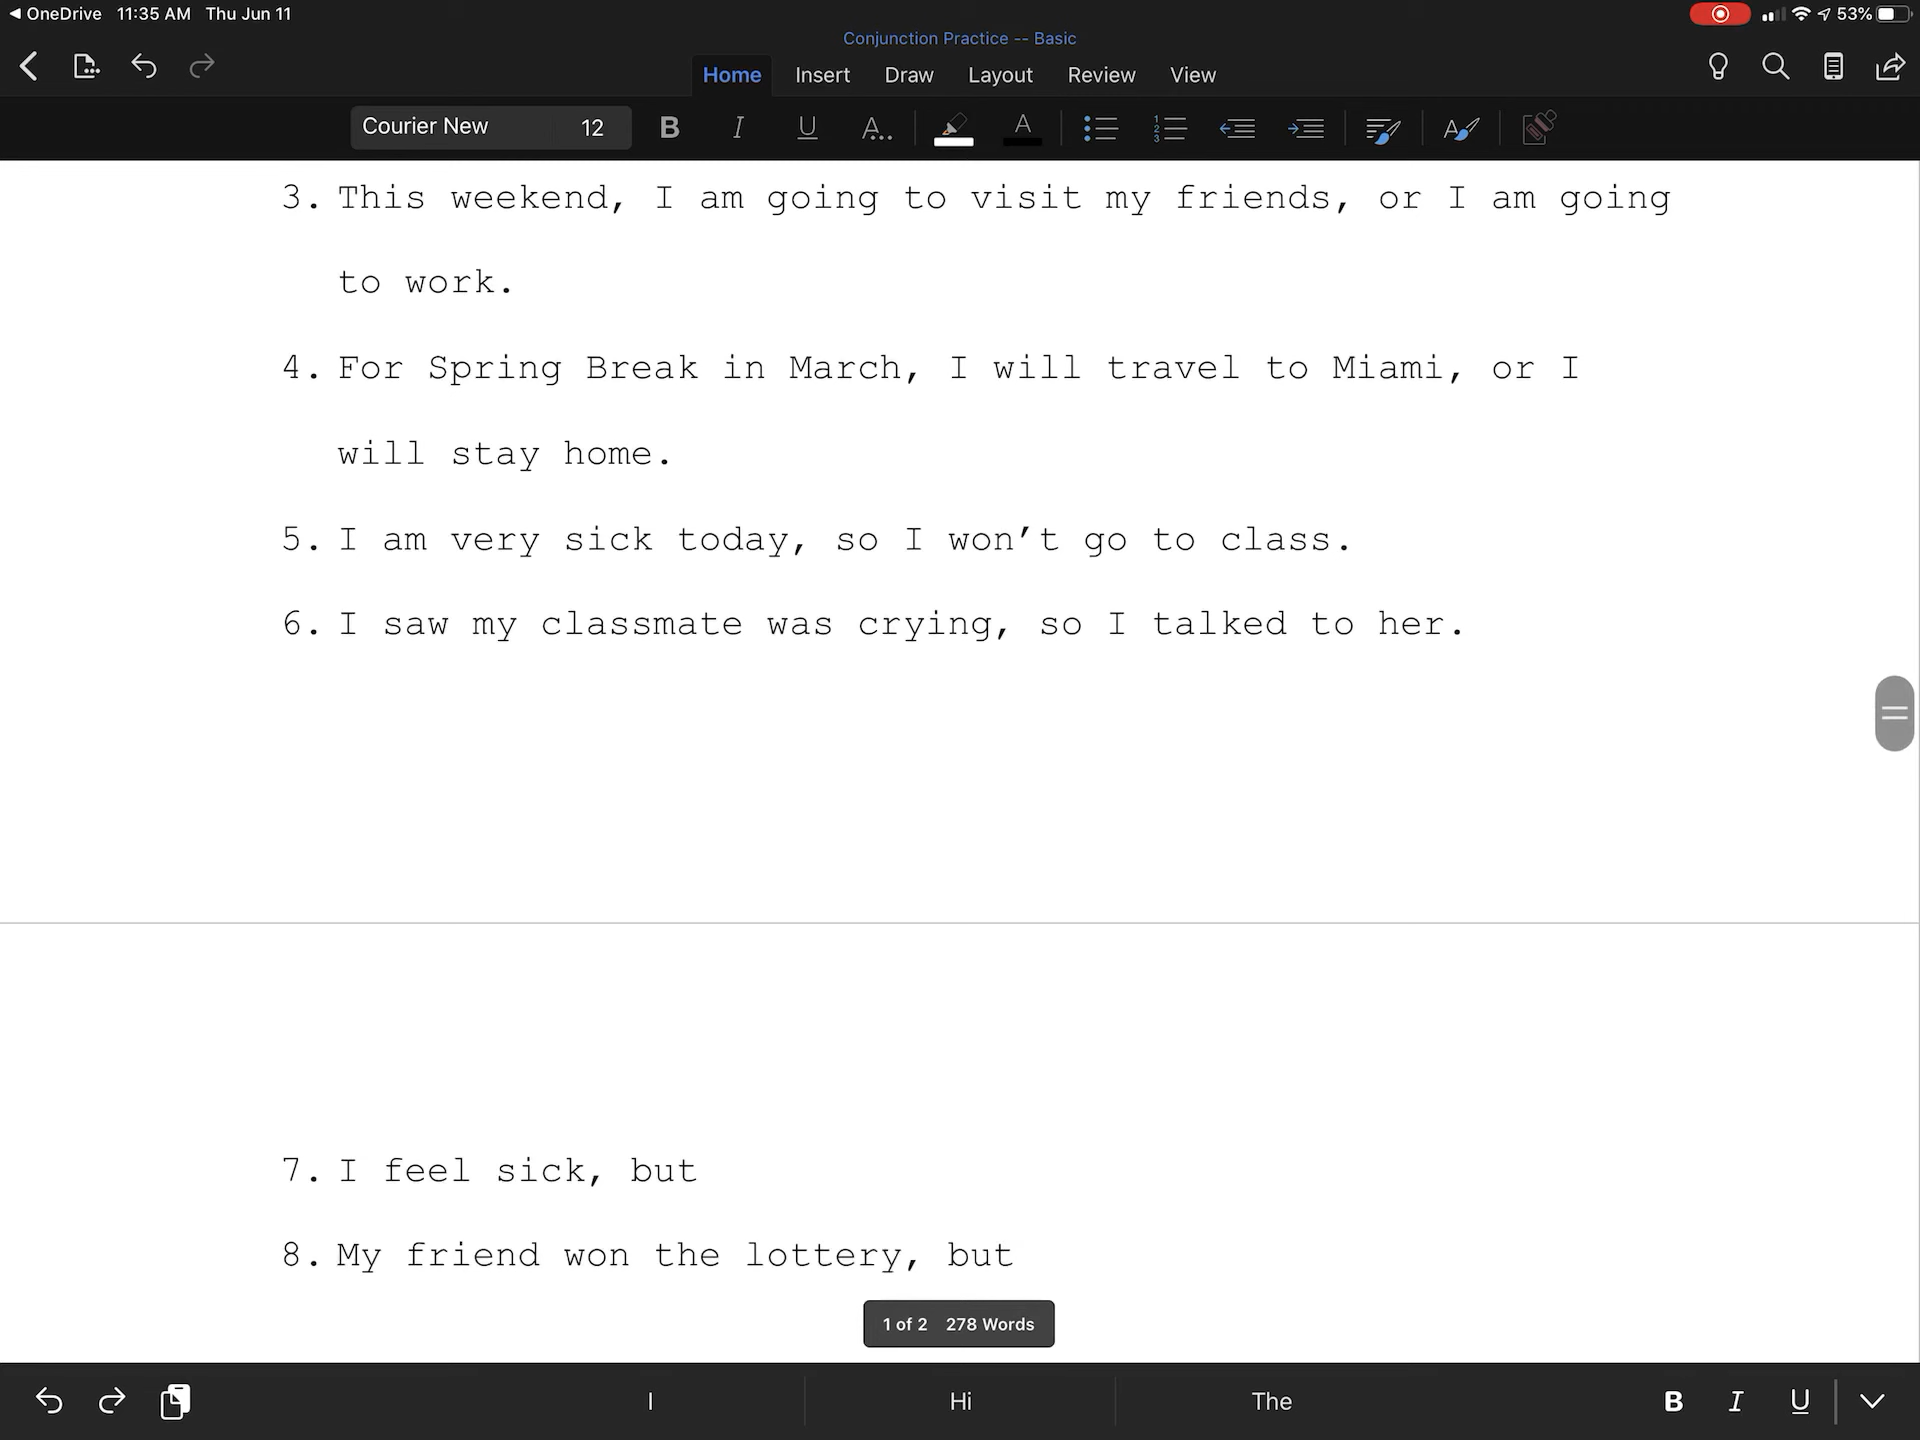 OneDrive 11:35 AM Thu Jun 11 53%
Conjunction Practice -- Basic
Home Insert Draw Layout Review View
Courier New 12 B I U A.. A
3. This weekend, I am going to visit my friends, or I am going
to work.
4. For Spring Break in March, I will travel to Miami, or I
will stay home.
5. I am very sick today, so I won’t go to class.
6. I saw my classmate was crying, so I talked to her.
7. I feel sick, but
8. My friend won the lottery, but
1 of 2 278 Words
I Hi The B I U